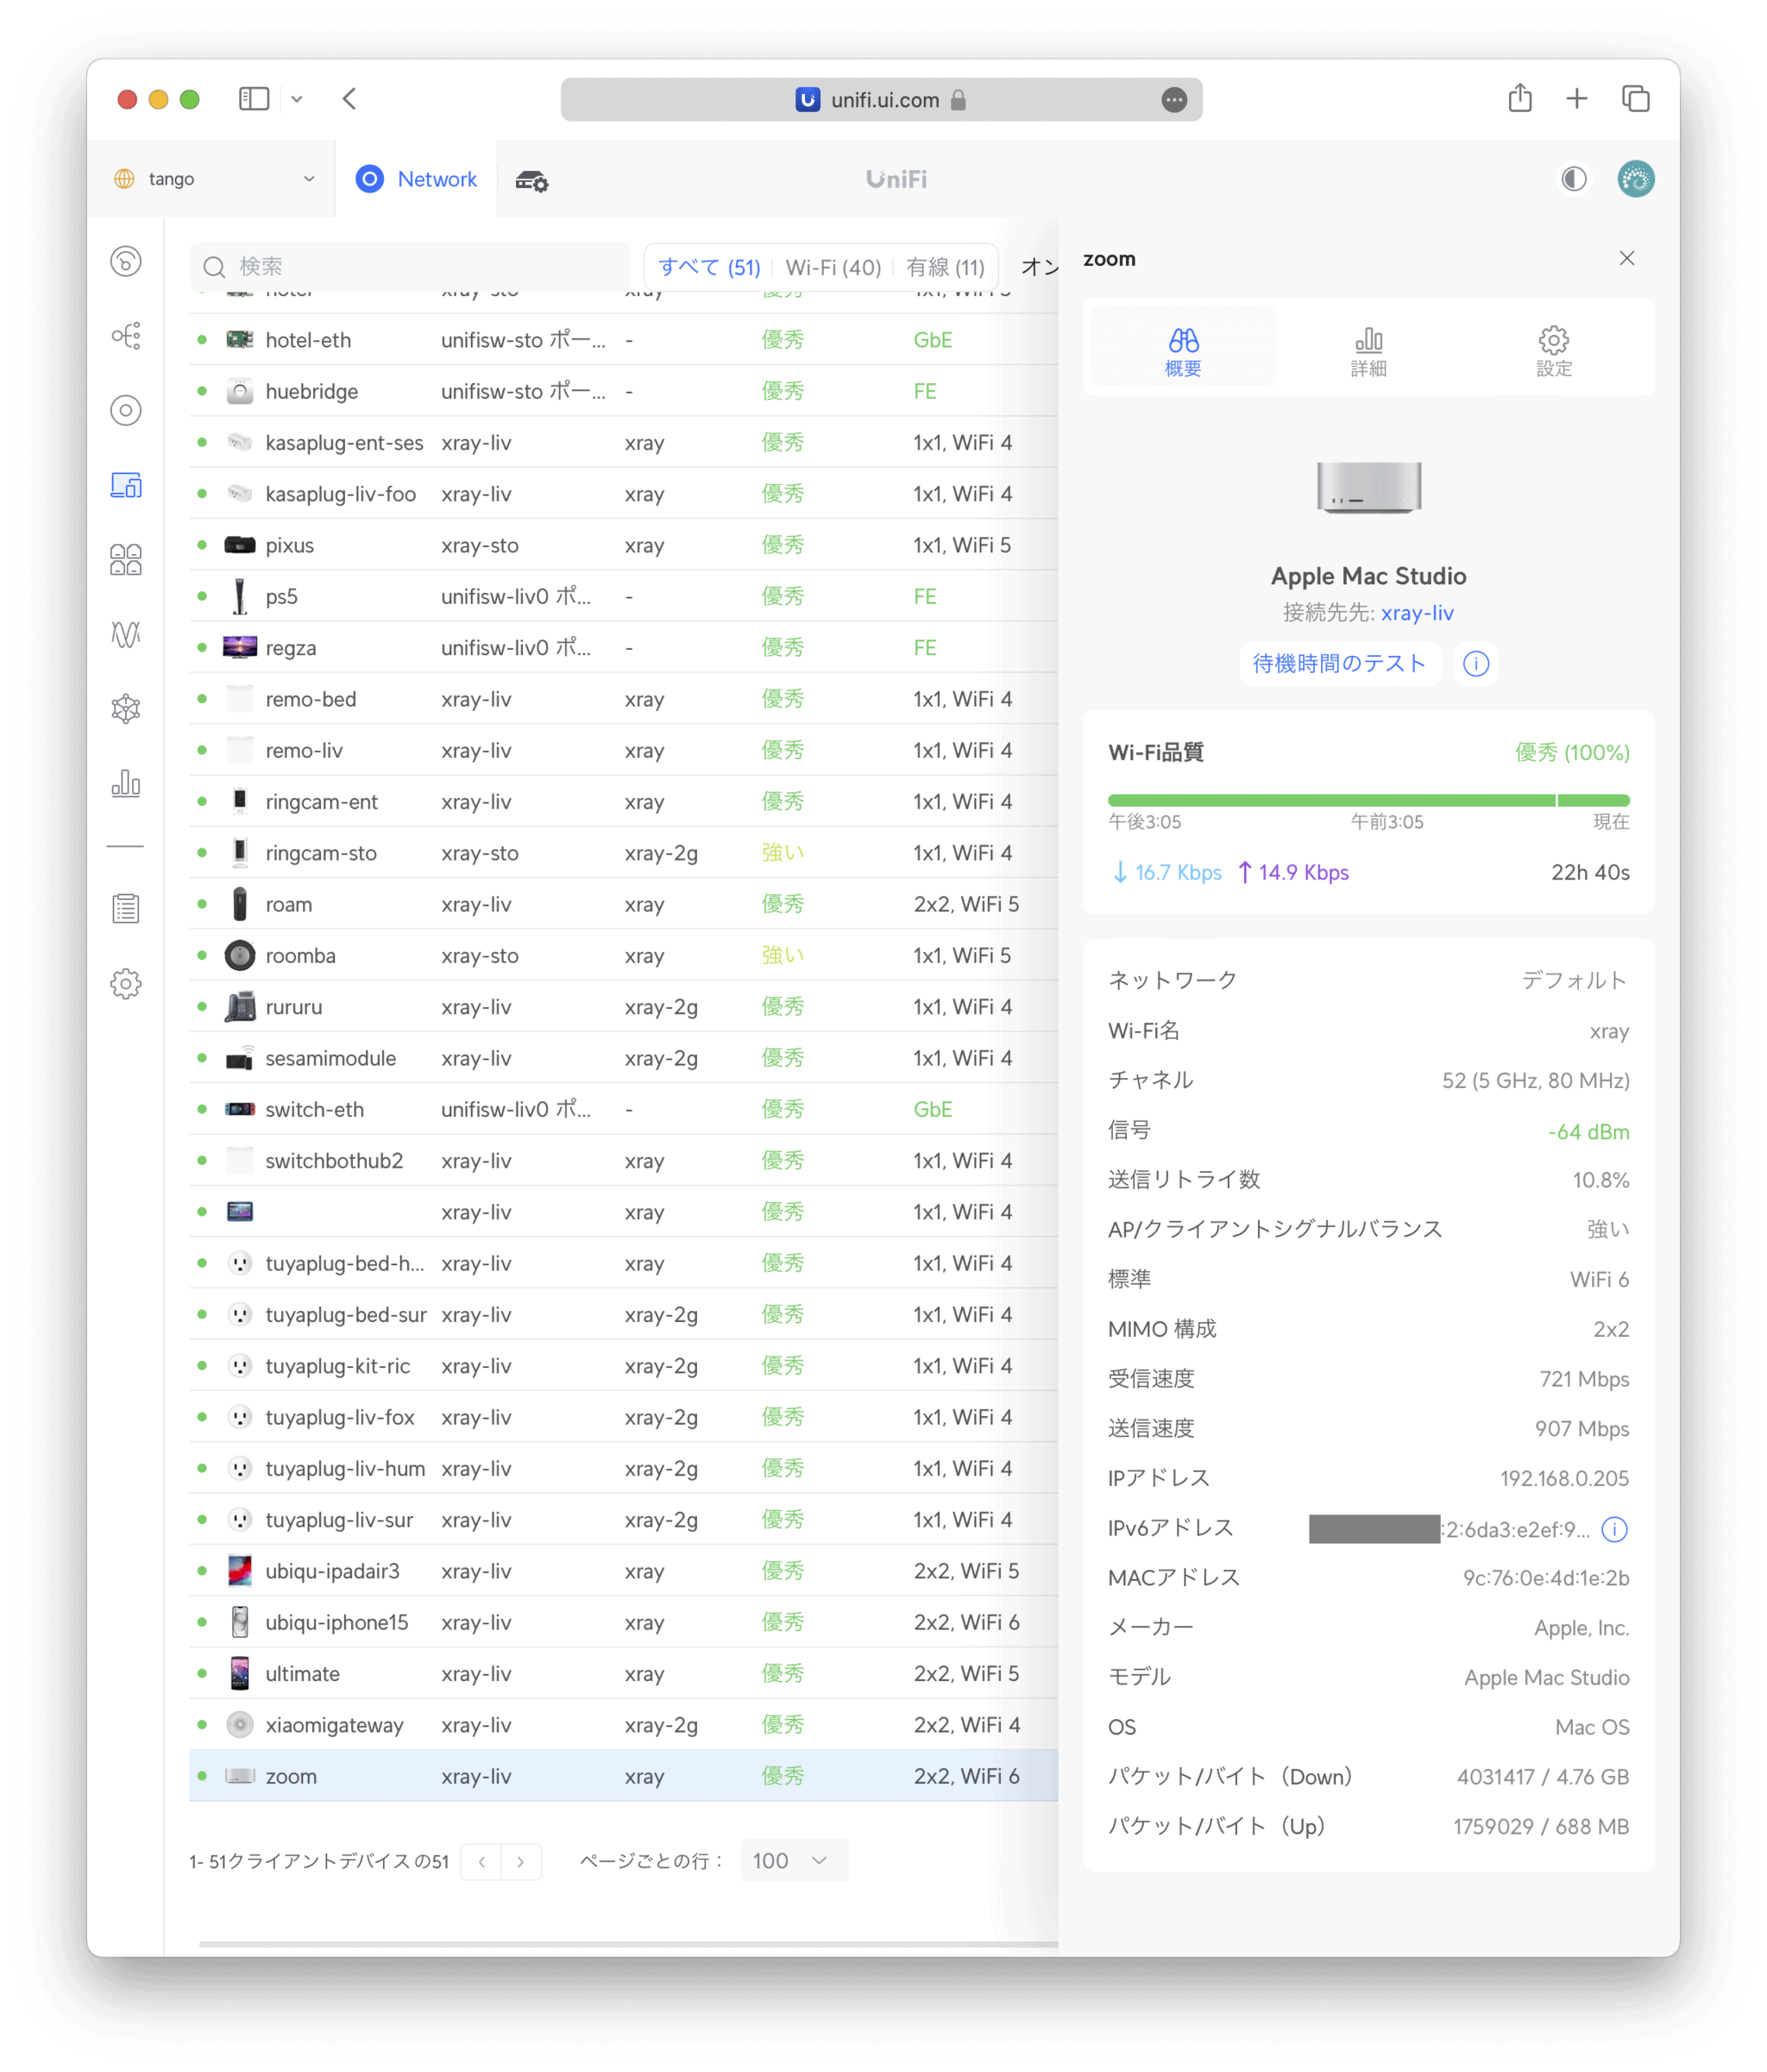 unifi.ui.com
tango
Network
UniFi
検索
すべて (51)
Wi-Fi (40)
有線 (11)
オン
hotel-eth unifisw-sto ポー... - 優秀 GbE
huebridge unifisw-sto ポー... - 優秀 FE
kasaplug-ent-ses xray-liv xray 優秀 1x1, WiFi 4
kasaplug-liv-foo xray-liv xray 優秀 1x1, WiFi 4
pixus xray-sto xray 優秀 1x1, WiFi 5
ps5 unifisw-liv0 ポ... - 優秀 FE
regza unifisw-liv0 ポ... - 優秀 FE
remo-bed xray-liv xray 優秀 1x1, WiFi 4
remo-liv xray-liv xray 優秀 1x1, WiFi 4
ringcam-ent xray-liv xray 優秀 1x1, WiFi 4
ringcam-sto xray-sto xray-2g 強い 1x1, WiFi 4
roam xray-liv xray 優秀 2x2, WiFi 5
roomba xray-sto xray 強い 1x1, WiFi 5
rururu xray-liv xray-2g 優秀 1x1, WiFi 4
sesamimodule xray-liv xray-2g 優秀 1x1, WiFi 4
switch-eth unifisw-liv0 ポ... - 優秀 GbE
switchbothub2 xray-liv xray 優秀 1x1, WiFi 4
xray-liv xray 優秀 1x1, WiFi 4
tuyaplug-bed-h... xray-liv xray 優秀 1x1, WiFi 4
tuyaplug-bed-sur xray-liv xray-2g 優秀 1x1, WiFi 4
tuyaplug-kit-ric xray-liv xray-2g 優秀 1x1, WiFi 4
tuyaplug-liv-fox xray-liv xray-2g 優秀 1x1, WiFi 4
tuyaplug-liv-hum xray-liv xray-2g 優秀 1x1, WiFi 4
tuyaplug-liv-sur xray-liv xray-2g 優秀 1x1, WiFi 4
ubiqu-ipadair3 xray-liv xray 優秀 2x2, WiFi 5
ubiqu-iphone15 xray-liv xray 優秀 2x2, WiFi 6
ultimate xray-liv xray 優秀 2x2, WiFi 5
xiaomigateway xray-liv xray-2g 優秀 2x2, WiFi 4
zoom xray-liv xray 優秀 2x2, WiFi 6
1- 51クライアントデバイス の51
ページごとの行：
100
zoom
概要
詳細
設定
Apple Mac Studio
接続先先: xray-liv
待機時間のテスト
Wi-Fi品質 優秀 (100%)
午後3:05 午前3:05 現在
16.7 Kbps 14.9 Kbps 22h 40s
ネットワーク デフォルト
Wi-Fi名 xray
チャネル 52 (5 GHz, 80 MHz)
信号 -64 dBm
送信リトライ数 10.8%
AP/クライアントシグナルバランス 強い
標準 WiFi 6
MIMO 構成 2x2
受信速度 721 Mbps
送信速度 907 Mbps
IPアドレス 192.168.0.205
IPv6アドレス :2:6da3:e2ef:9...
MACアドレス 9c:76:0e:4d:1e:2b
メーカー Apple, Inc.
モデル Apple Mac Studio
OS Mac OS
パケット/バイト（Down） 4031417 / 4.76 GB
パケット/バイト（Up） 1759029 / 688 MB